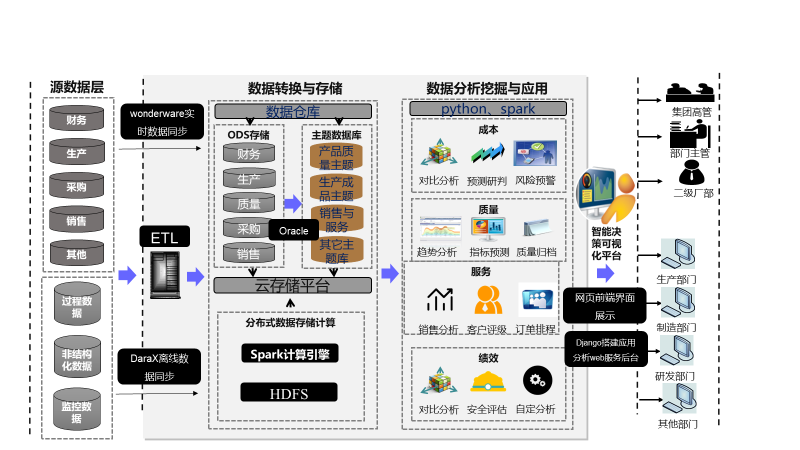 源数据层
财务
生产
采购
销售
其他
过程数
据
非结构
化数据
监控数
据
wonderware实
时数据同步
ETL
DaraX离线数
据同步
数据转换与存储
数据仓库
ODS存储
财务
生产
质量
采购
销售
Oracle
主题数据库
产品质
量主题
生产成
品主题
销售与
服务
其它主
题库
云存储平台
分布式数据存储计算
Spark计算引擎
HDFS
数据分析挖掘与应用
python、spark
成本
对比分析
预测研判
风险预警
质量
趋势分析
指标预测
质量归档
服务
销售分析
客户评级
订单排程
绩效
对比分析
安全评估
自定分析
智能决
策可视
化平台
网页前端界面
展示
Django搭建应用
分析web服务后台
集团高管
部门主管
二级厂部
生产部门
制造部门
研发部门
其他部门